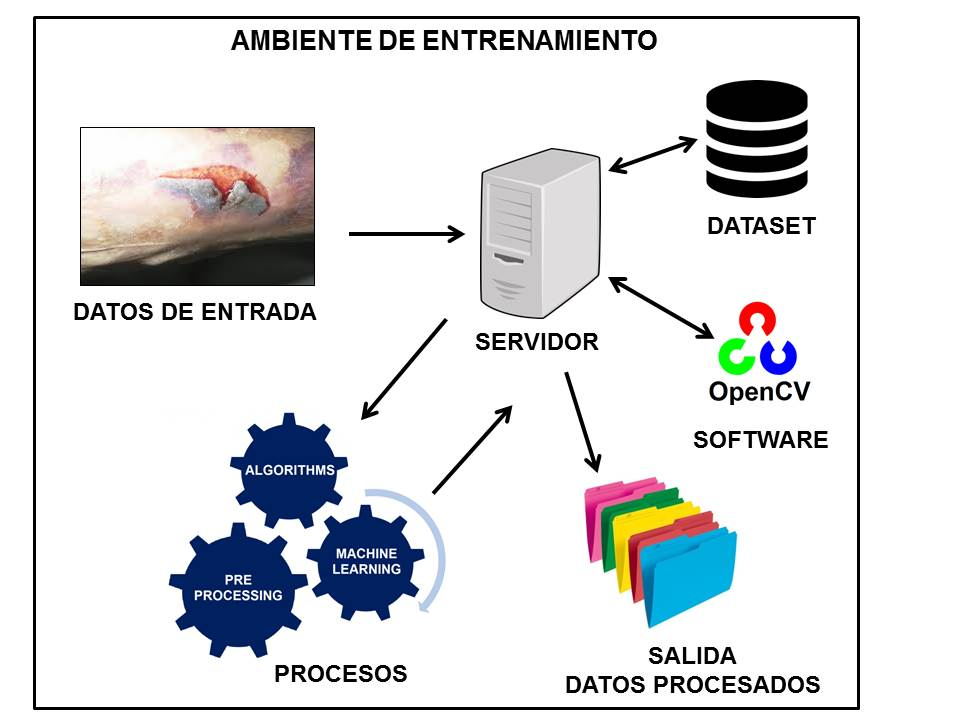 AMBIENTE DE ENTRENAMIENTO
DATASET
DATOS DE ENTRADA
SERVIDOR
OpenCV
SOFTWARE
ALGORITHMS
MACHINE
LEARNING
PRE
PROCESSING
PROCESOS
SALIDA
DATOS PROCESADOS